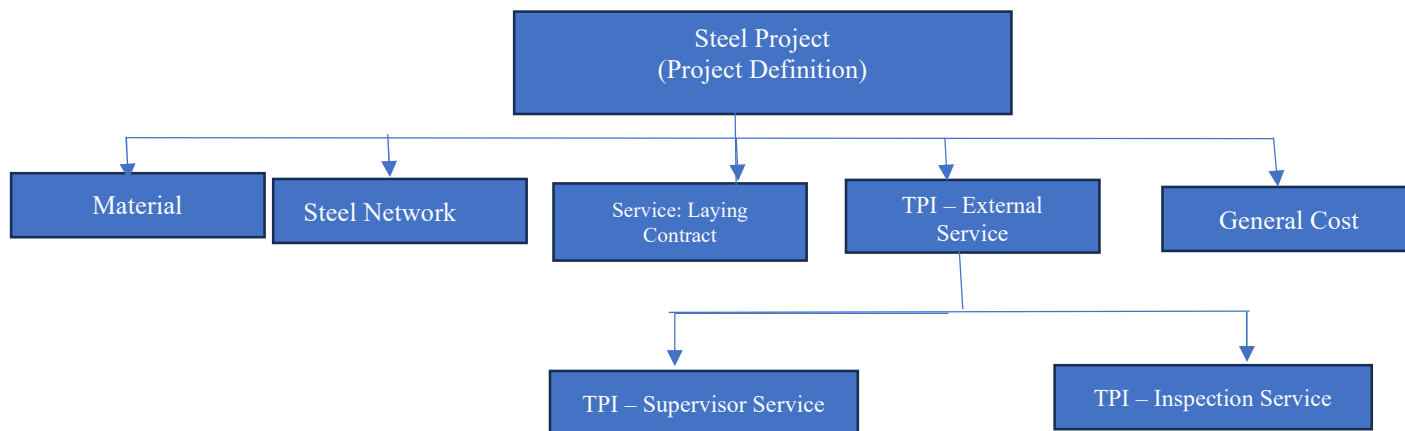 Steel Project
(Project Definition)
Material
Steel Network
Service: Laying
Contract
TPI – External
Service
General Cost
TPI – Supervisor Service
TPI – Inspection Service